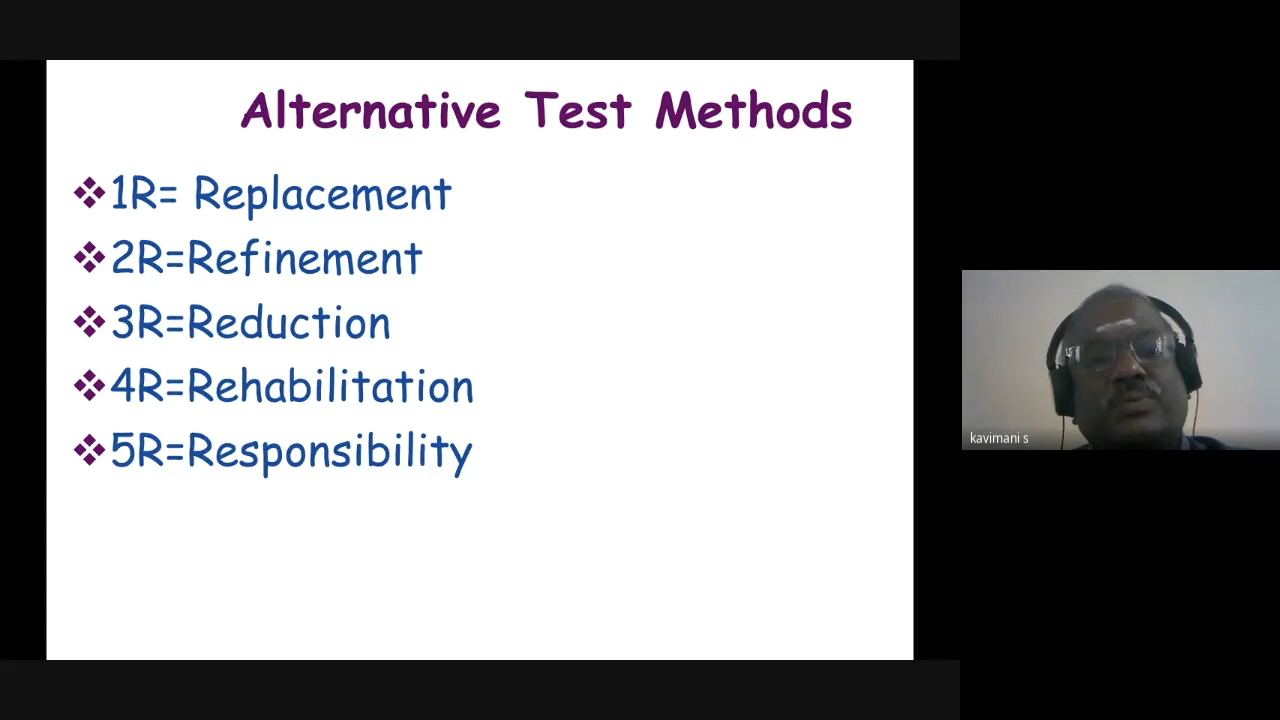 Alternative Test Methods
❖1R= Replacement
❖2R=Refinement
❖3R=Reduction
❖4R=Rehabilitation
❖5R=Responsibility
kavimani s